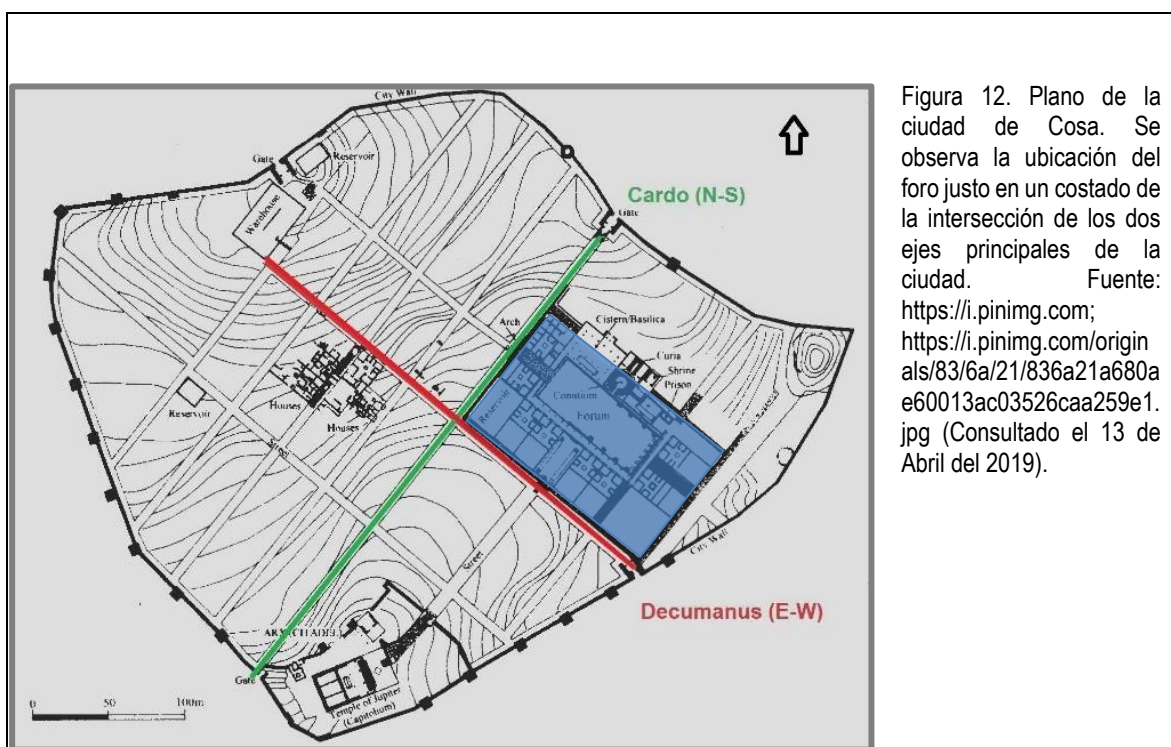 City Wall
Gate
Reservoir
Warehouse
Cardo (N-S)
Gate
Arch
Cistern/Basilica
Curia
Shrine
Prison
Reservoir
Comitium
Forum
Houses
Houses
Reservoir
Street
Street
City Wall
Decumanus (E-W)
Gate
Temple of Jupiter
(Capitolium)
0 50 100m
Figura 12. Plano de la
ciudad de Cosa. Se
observa la ubicación del
foro justo en un costado de
la intersección de los dos
ejes principales de la
ciudad. Fuente:
https://i.pinimg.com;
https://i.pinimg.com/origin
als/83/6a/21/836a21a680a
e60013ac03526caa259e1.
jpg (Consultado el 13 de
Abril del 2019).